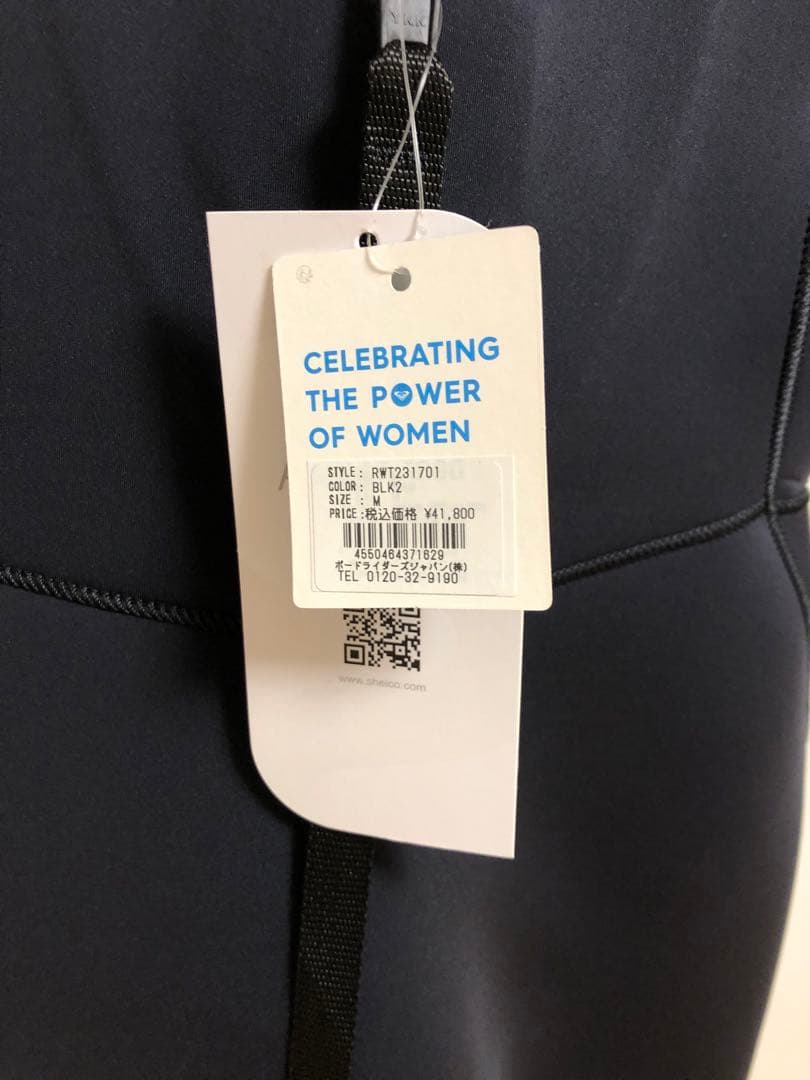 YKK
CELEBRATING
THE POWER
OF WOMEN
STYLE: RWT231701
COLOR: BLK2
SIZE : M
PRICE:税込価格 ¥41,800
4550464371629
ボードライダーズジャパン(株)
TEL 0120-32-9190
www.sheico.com